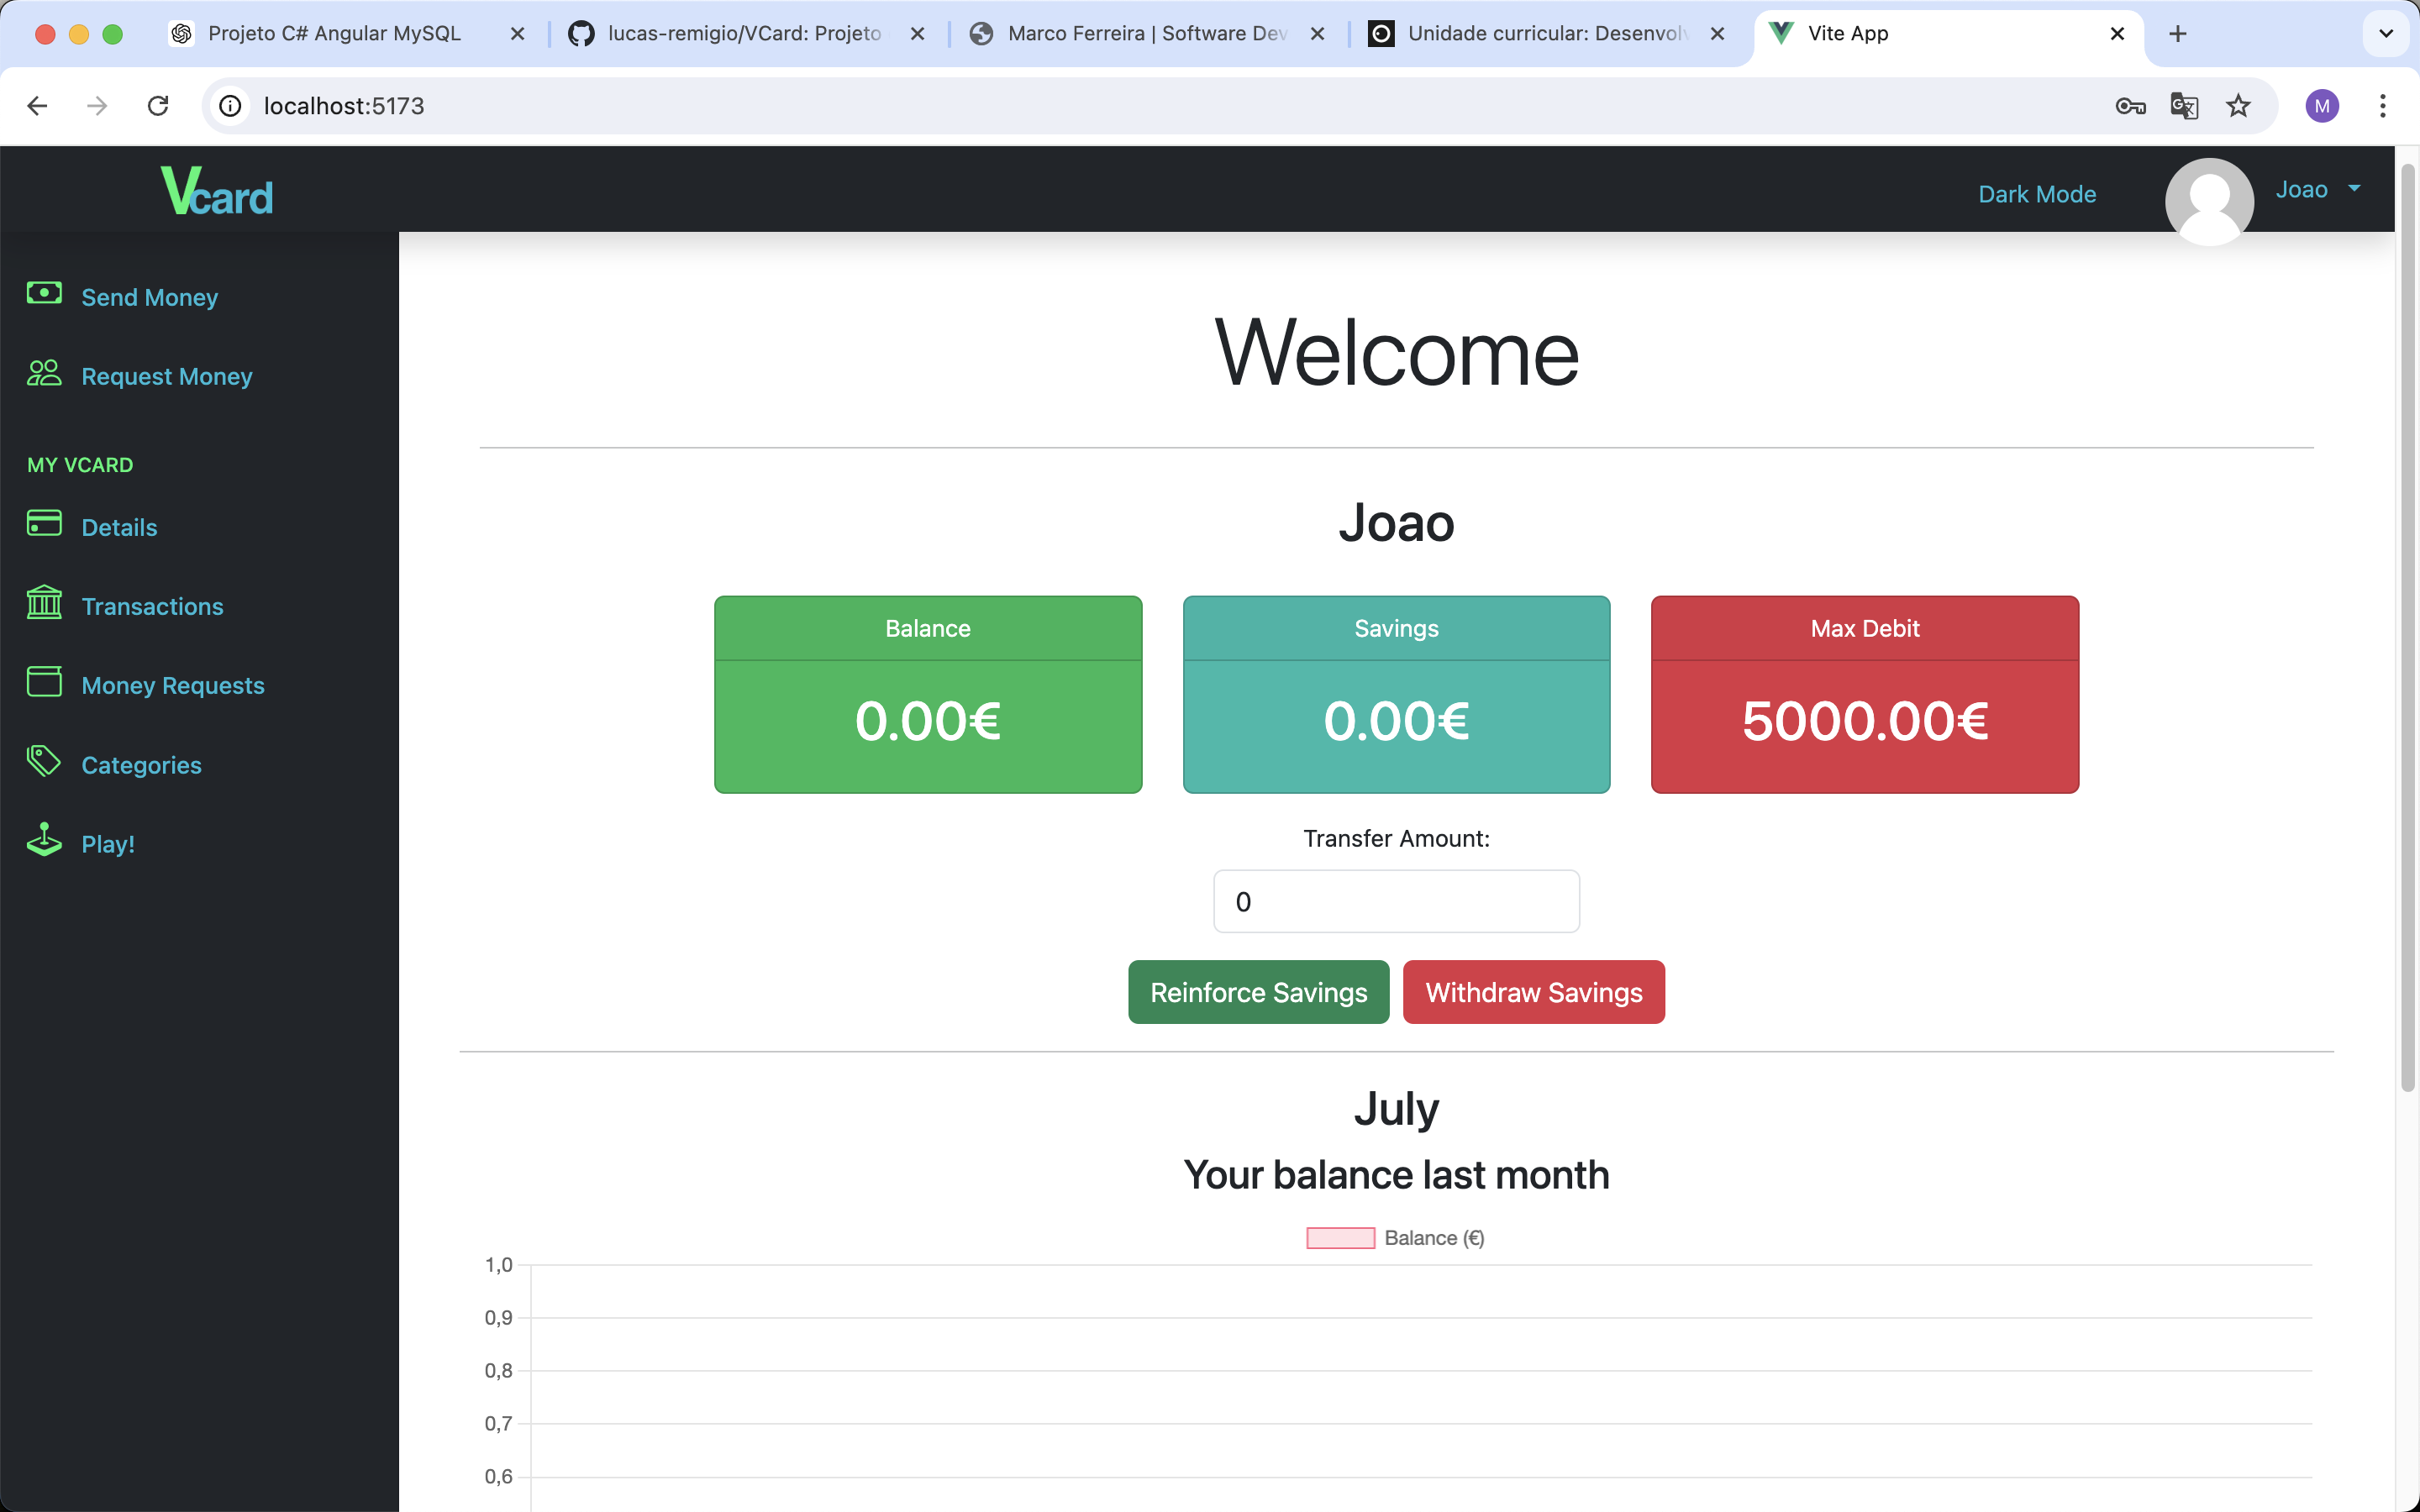 Projeto C# Angular MySQL
lucas-remigio/VCard: Projeto
Marco Ferreira | Software Dev
Unidade curricular: Desenvolv
Vite App
localhost:5173
M
Vcard
Dark Mode
Joao
Send Money
Request Money
MY VCARD
Details
Transactions
Money Requests
Categories
Play!
Welcome
Joao
Balance
0.00€
Savings
0.00€
Max Debit
5000.00€
Transfer Amount:
0
Reinforce Savings
Withdraw Savings
July
Your balance last month
Balance (€)
1,0
0,9
0,8
0,7
0,6